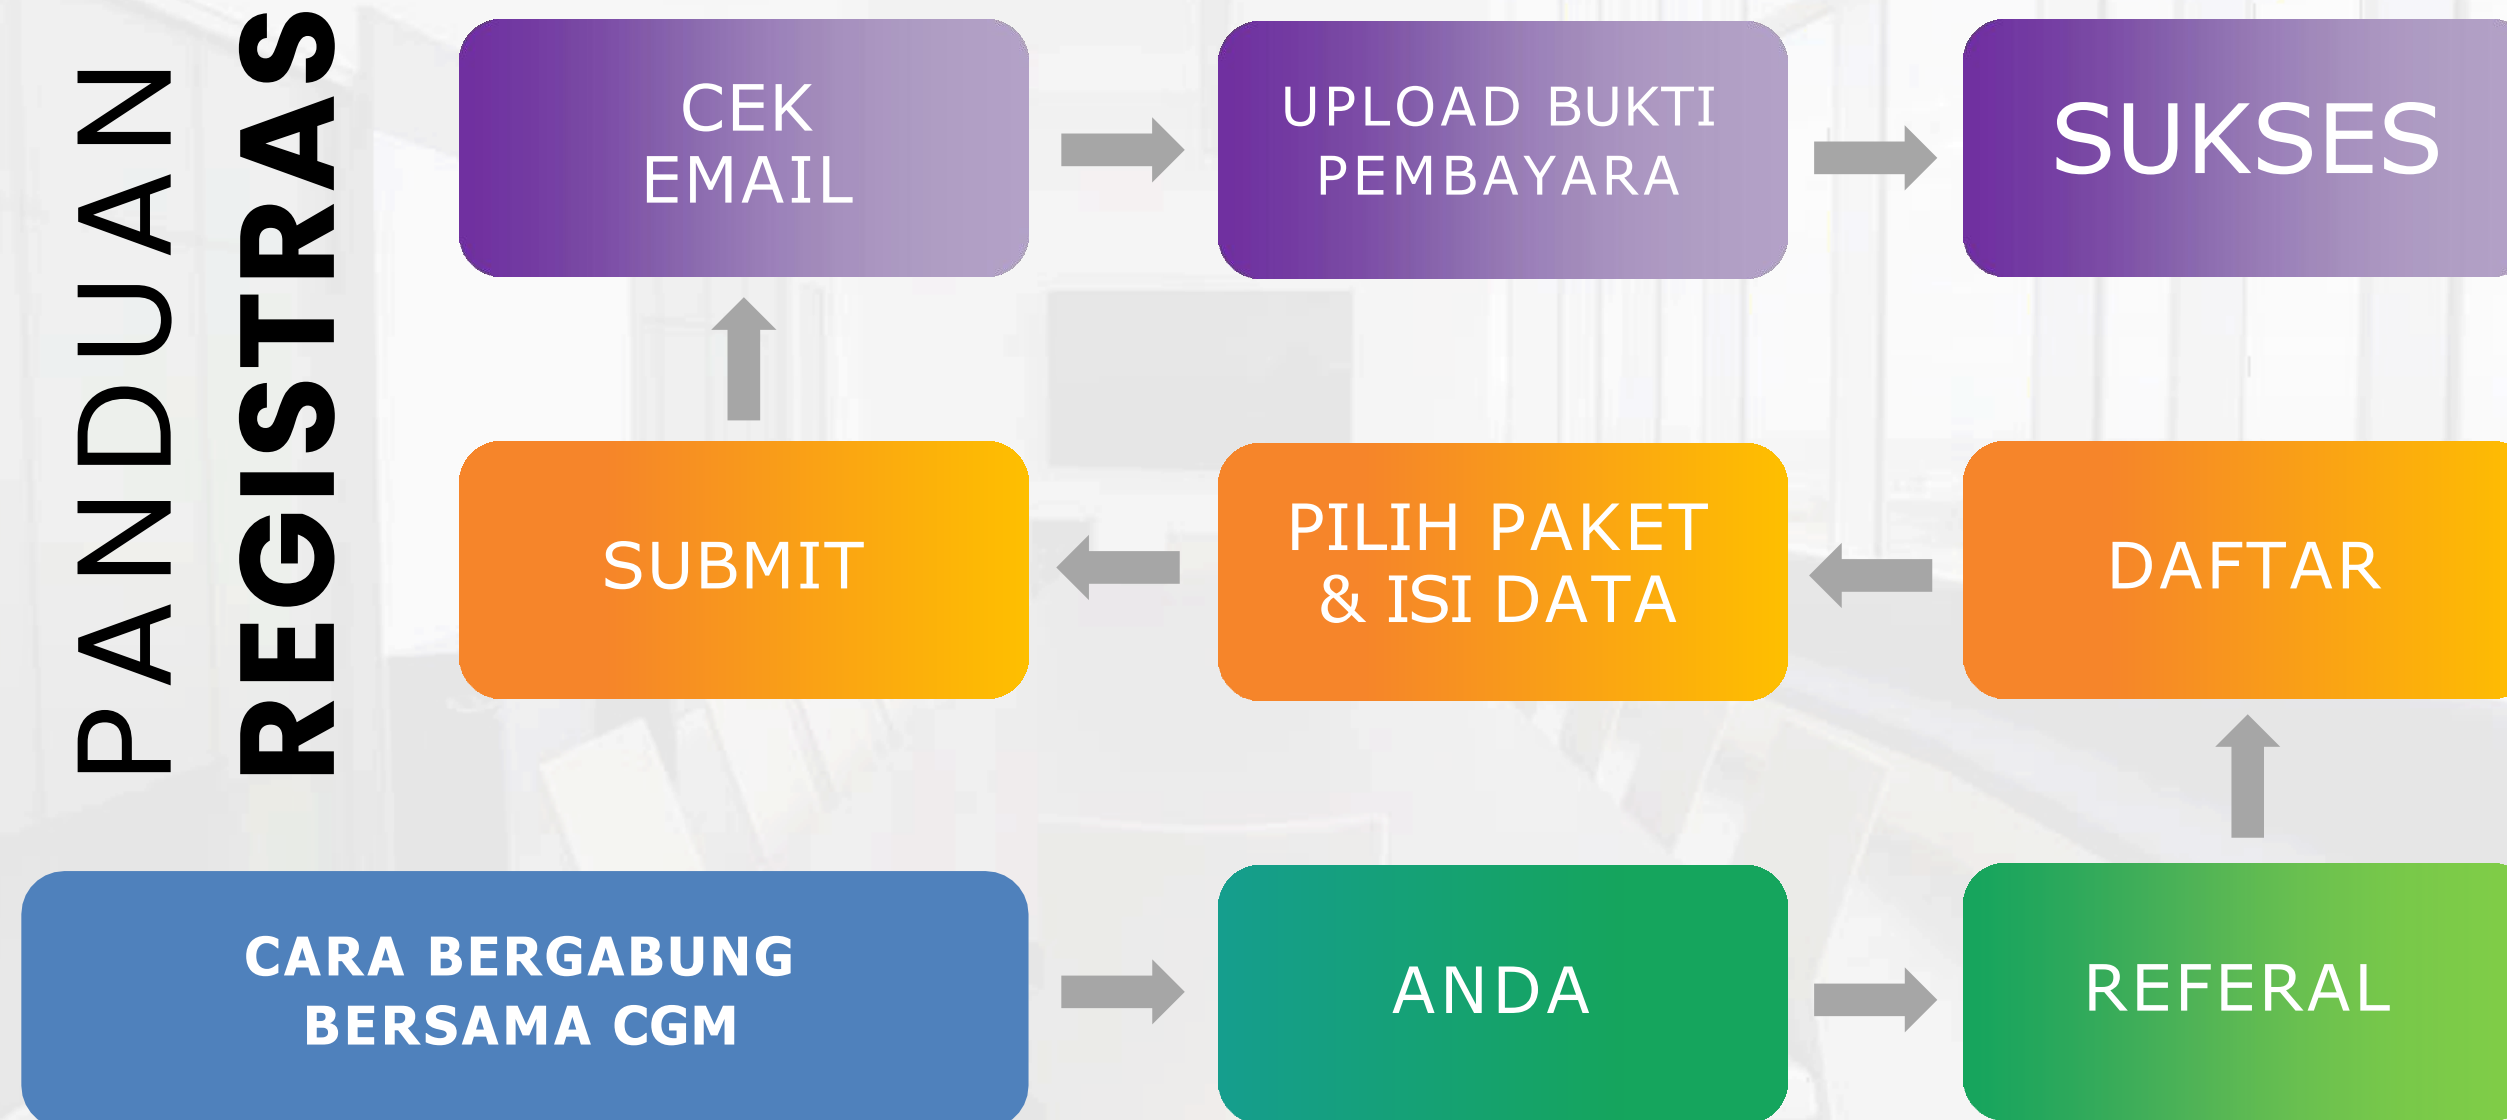 PANDUAN
REGISTRAS
CEK
EMAIL
UPLOAD BUKTI
PEMBAYARA
SUKSES
SUBMIT
PILIH PAKET
& ISI DATA
DAFTAR
CARA BERGABUNG
BERSAMA CGM
ANDA
REFERAL